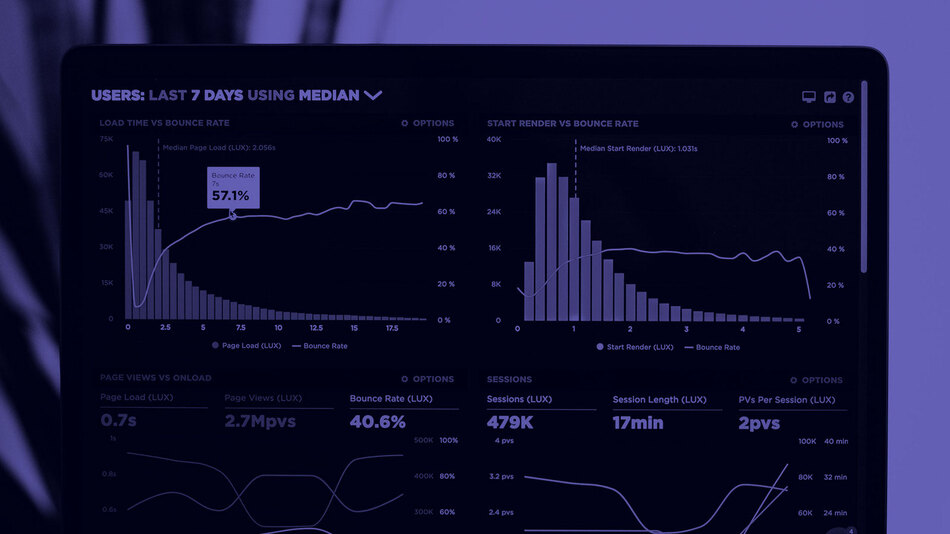 USERS: LAST 7 DAYS USING MEDIAN
LOAD TIME VS BOUNCE RATE
OPTIONS
75K
60K
45K
30K
15K
0
100 %
80 %
60 %
40 %
20 %
0 %
Median Page Load (LUX): 2.056s
Bounce Rate
7s
57.1%
0 2.5 5 7.5 10 12.5 15 17.5
Page Load (LUX) Bounce Rate
START RENDER VS BOUNCE RATE
OPTIONS
40K
32K
24K
16K
8K
0
100 %
80 %
60 %
40 %
20 %
0 %
Median Start Render (LUX): 1.031s
0 1 2 3 4 5
Start Render (LUX) Bounce Rate
PAGE VIEWS VS ONLOAD
OPTIONS
Page Load (LUX)
0.7s
Page Views (LUX)
2.7Mpvs
Bounce Rate (LUX)
40.6%
1s
0.8s
0.6s
500K 100%
400K 80%
300K 60%
SESSIONS
OPTIONS
Sessions (LUX)
479K
Session Length (LUX)
17min
PVs Per Session (LUX)
2pvs
4 pvs
3.2 pvs
2.4 pvs
100K 40 min
80K 32 min
60K 24 min
4